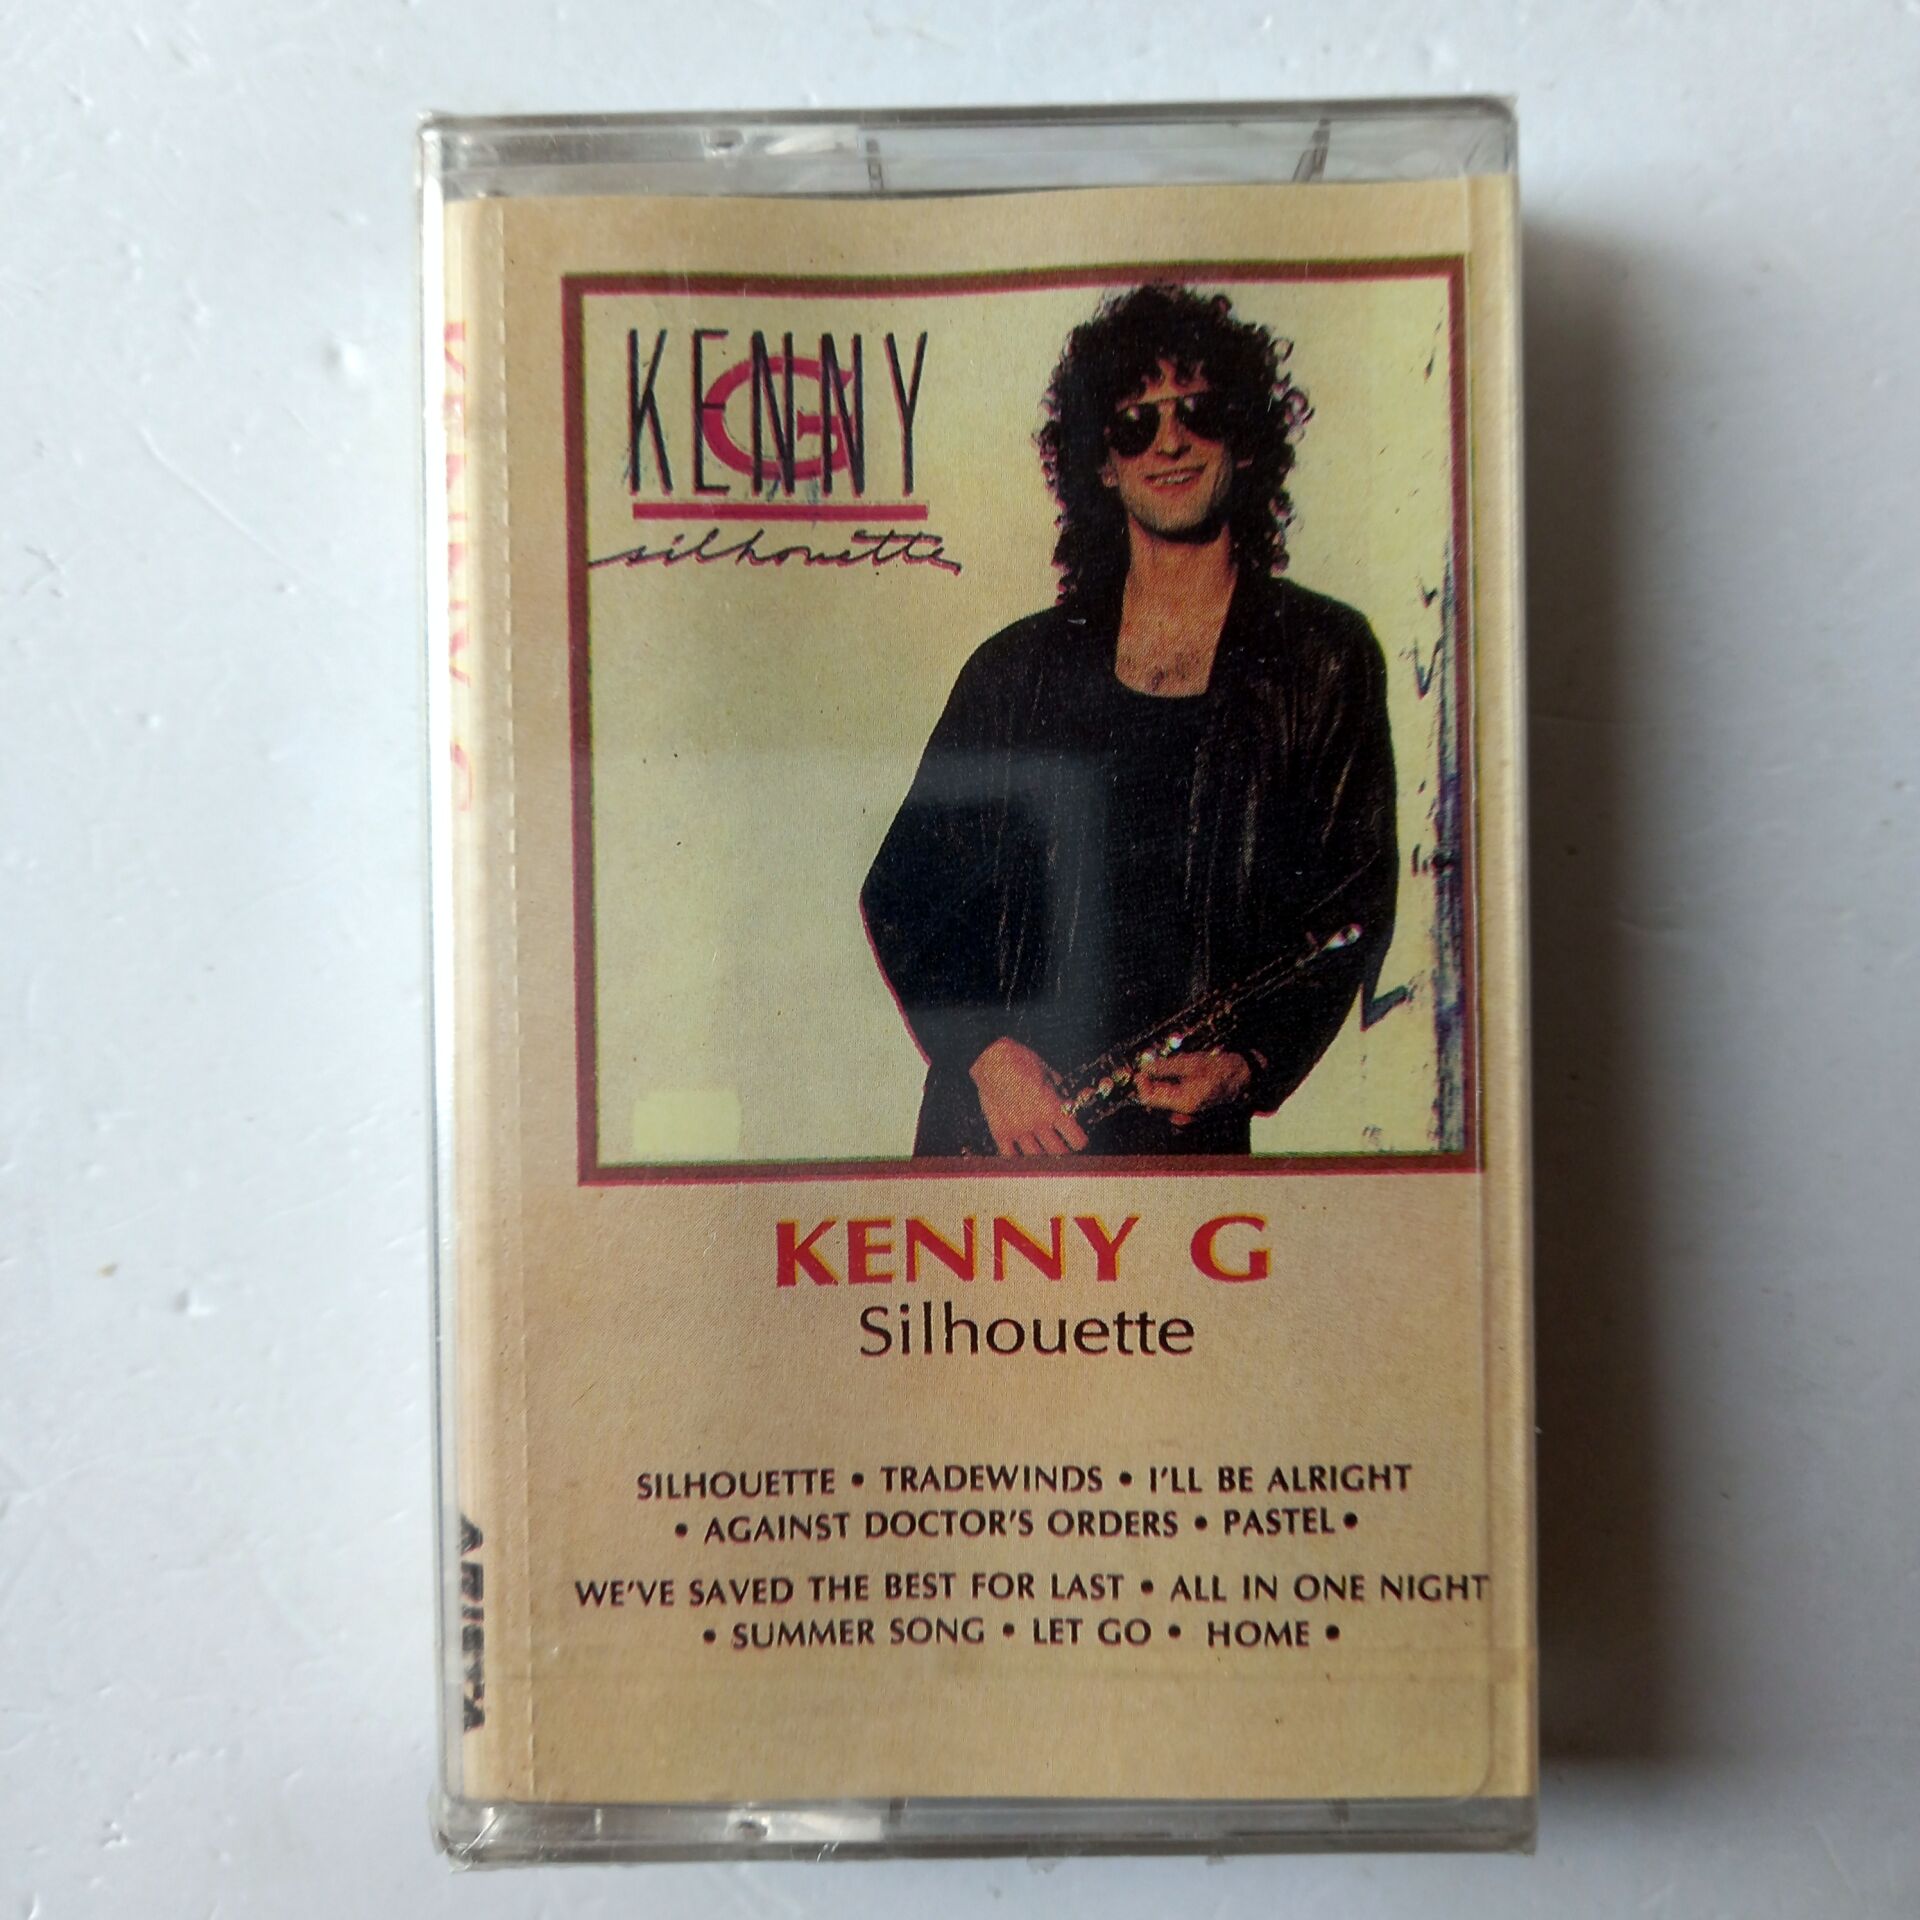 KENNY
G
silhouette
KENNY G
Silhouette
SILHOUETTE • TRADEWINDS • I'LL BE ALRIGHT
• AGAINST DOCTOR'S ORDERS • PASTEL •
WE'VE SAVED THE BEST FOR LAST • ALL IN ONE NIGHT
• SUMMER SONG • LET GO • HOME •
KENNY G
ARISTA